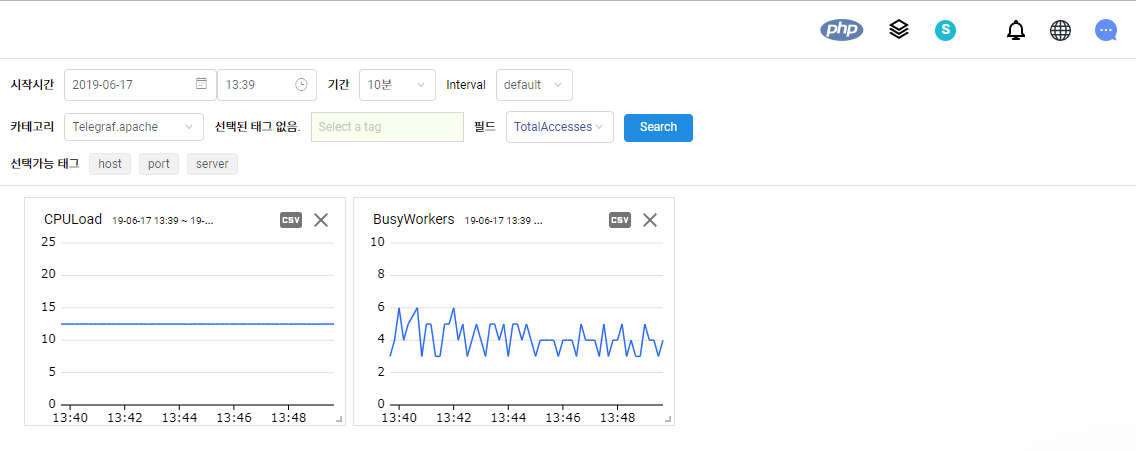 php S
시작시간 2019-06-17 13:39 기간 10분 Interval default
카테고리 Telegraf.apache 선택된 태그 없음. Select a tag 필드 TotalAccesses Search
선택가능 태그 host port server
CPULoad 19-06-17 13:39 ~ 19-... CSV
25
20
15
10
5
0
13:40 13:42 13:44 13:46 13:48
BusyWorkers 19-06-17 13:39 ... CSV
10
8
6
4
2
0
13:40 13:42 13:44 13:46 13:48